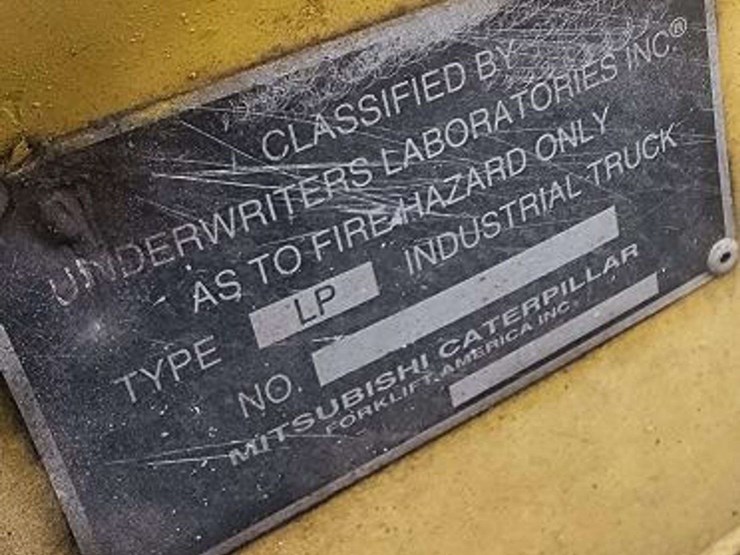 CLASSIFIED BY
UNDERWRITERS LABORATORIES INC.®
AS TO FIRE HAZARD ONLY
TYPE LP INDUSTRIAL TRUCK
NO.
MITSUBISHI CATERPILLAR
FORKLIFT AMERICA INC.